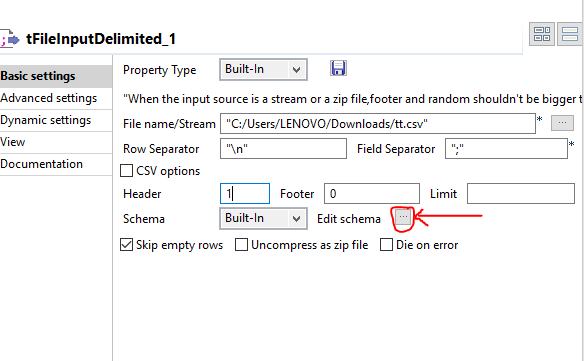 tFileInputDelimited_1
Basic settings
Advanced settings
Dynamic settings
View
Documentation
Property Type Built-In
"When the input source is a stream or a zip file,footer and random shouldn't be bigger t
File name/Stream "C:/Users/LENOVO/Downloads/tt.csv" * ...
Row Separator "\n" Field Separator ";" *
CSV options
Header 1 Footer 0 Limit
Schema Built-In Edit schema ...
Skip empty rows Uncompress as zip file Die on error